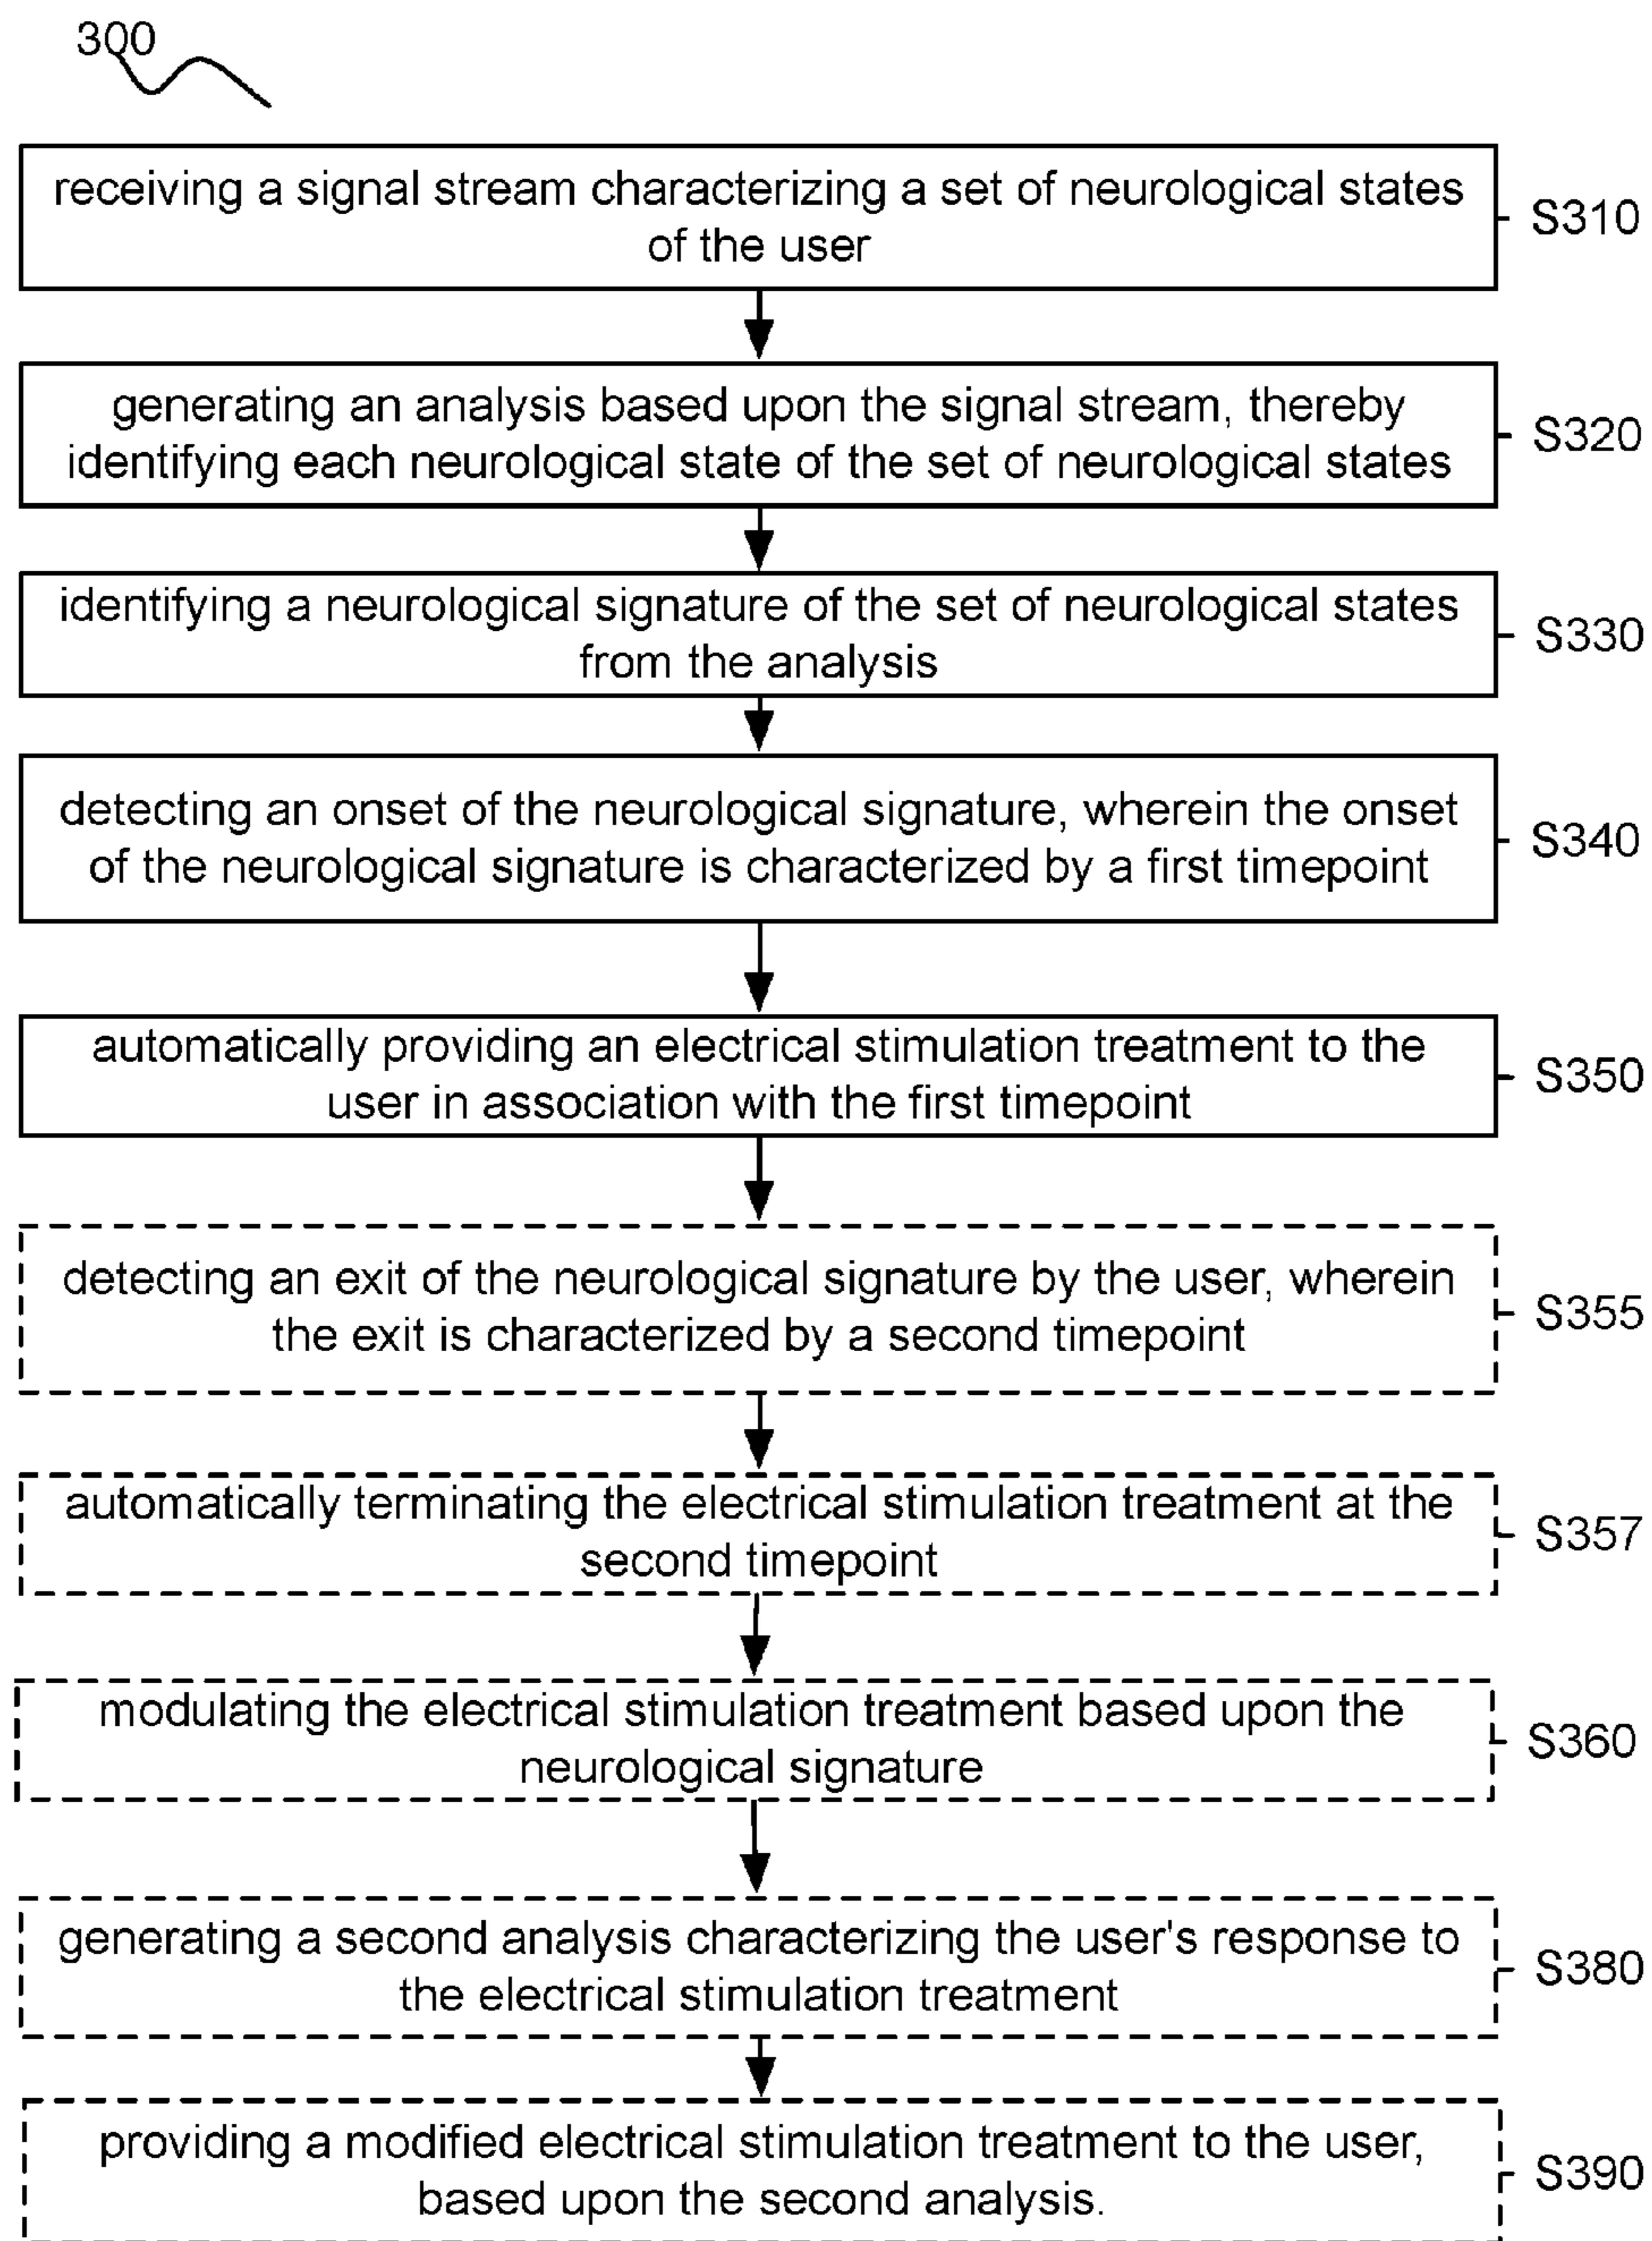 300
receiving a signal stream characterizing a set of neurological states
of the user
S310
generating an analysis based upon the signal stream, thereby
identifying each neurological state of the set of neurological states
S320
identifying a neurological signature of the set of neurological states
from the analysis
S330
detecting an onset of the neurological signature, wherein the onset
of the neurological signature is characterized by a first timepoint
S340
automatically providing an electrical stimulation treatment to the
user in association with the first timepoint
S350
detecting an exit of the neurological signature by the user, wherein
the exit is characterized by a second timepoint
S355
automatically terminating the electrical stimulation treatment at the
second timepoint
S357
modulating the electrical stimulation treatment based upon the
neurological signature
S360
generating a second analysis characterizing the user's response to
the electrical stimulation treatment
S380
providing a modified electrical stimulation treatment to the user,
based upon the second analysis.
S390